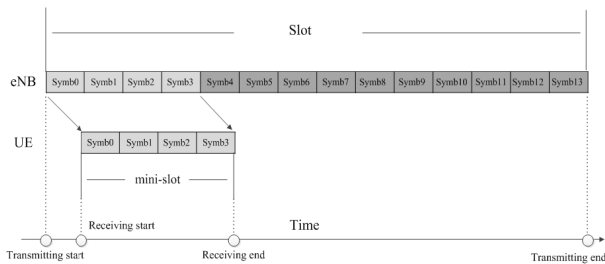 Slot
eNB Symb0 Symb1 Symb2 Symb3 Symb4 Symb5 Symb6 Symb7 Symb8 Symb9 Symb10 Symb11 Symb12 Symb13
UE Symb0 Symb1 Symb2 Symb3
mini-slot
Receiving start Time
Transmitting start Receiving end Transmitting end